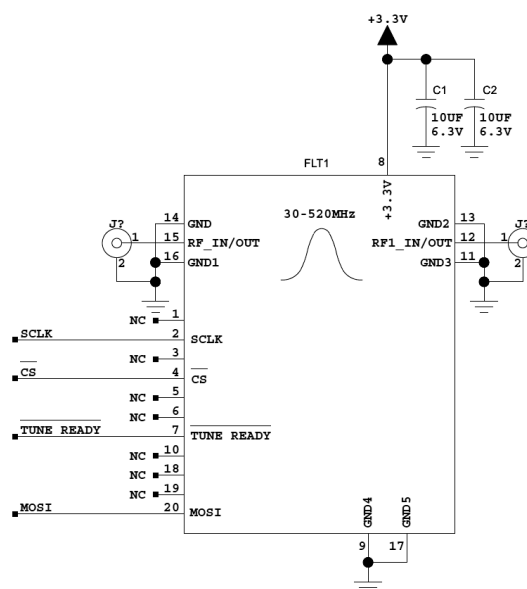 +3.3V
C1
C2
10UF
6.3V
10UF
6.3V
FLT1
8
+3.3V
30-520MHz
J?
1
2
14
GND
15
RF_IN/OUT
16
GND1
GND2
13
RF1_IN/OUT
12
GND3
11
J?
1
2
NC
1
SCLK
2
SCLK
NC
3
CS
4
CS
NC
5
NC
6
TUNE READY
7
TUNE READY
NC
10
NC
18
NC
19
MOSI
20
MOSI
GND4
GND5
9
17